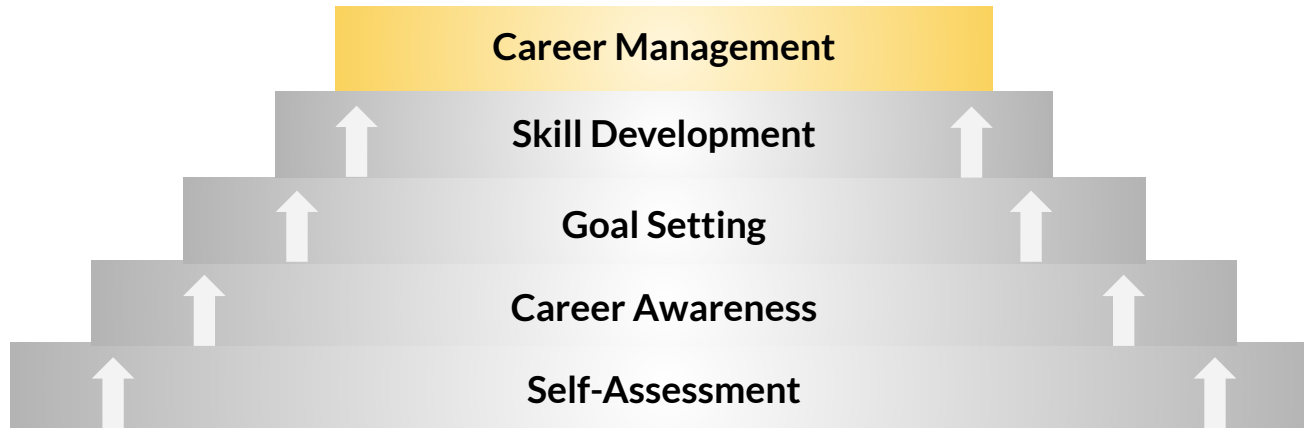 Career Management
Skill Development
Goal Setting
Career Awareness
Self-Assessment